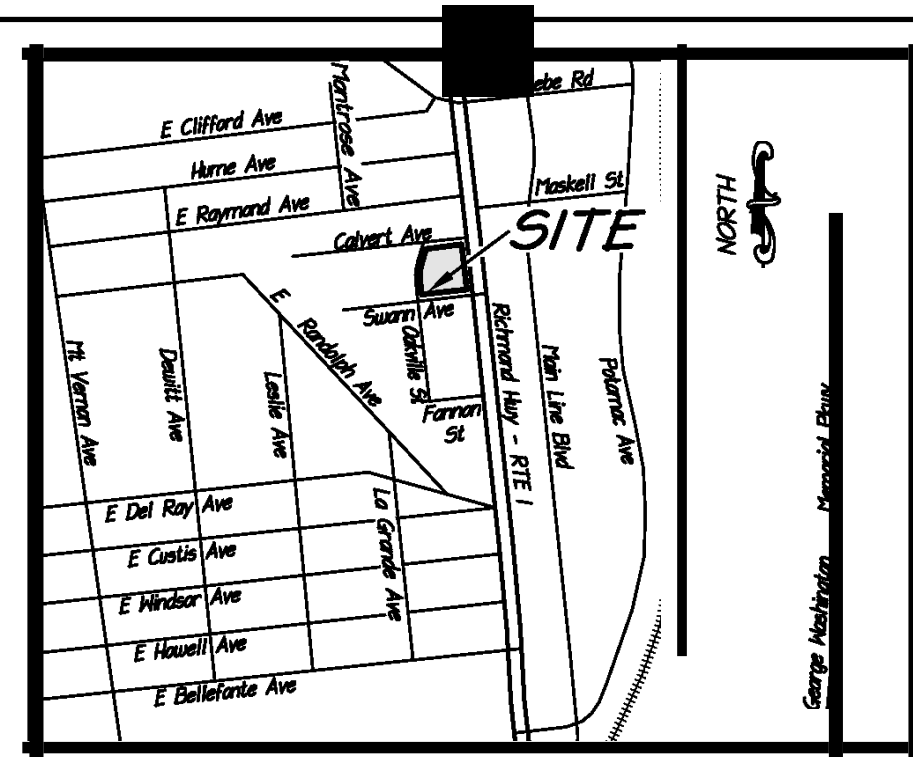 ebe Rd
Montrose Ave
E Clifford Ave
Hume Ave
Maskell St
E Raymond Ave
NORTH
SITE
Calvert Ave
Swann Ave
E Randolph Ave
Oakville St
Richmond Hwy - RTE 1
Main Line Blvd
Potomac Ave
Mt Vernon Ave
Dewitt Ave
Leslie Ave
Fannon
St
E Del Ray Ave
La Grande Ave
E Custis Ave
E Windsor Ave
E Howell Ave
E Bellefonte Ave
George Washington Memorial Pkwy